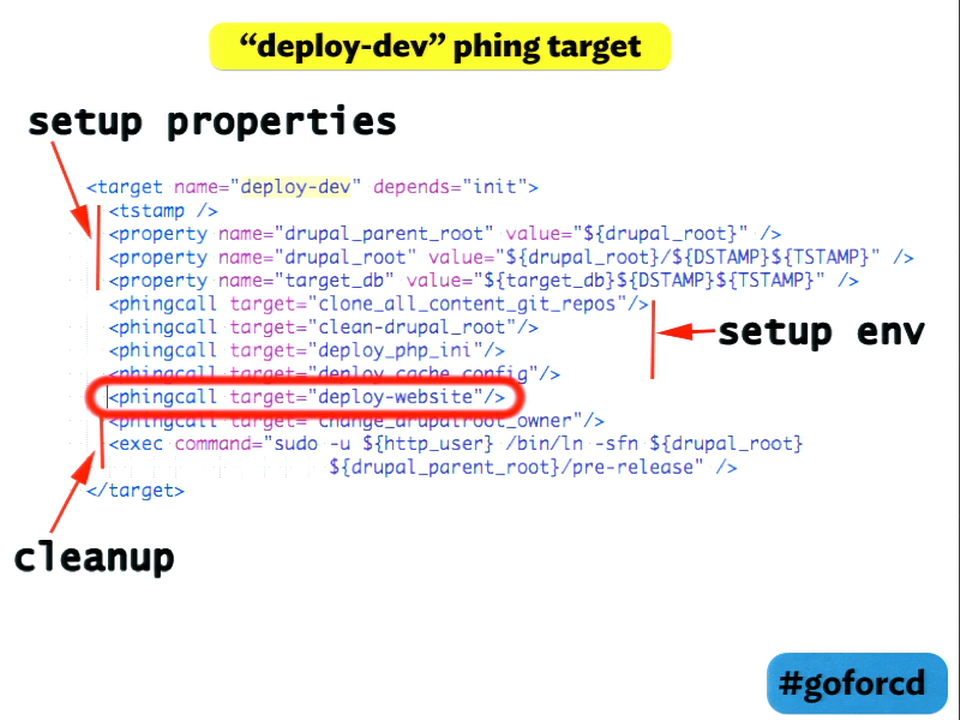 “deploy-dev” phing target
setup properties
<target name="deploy-dev" depends="init">
<tstamp />
<property name="drupal_parent_root" value="${drupal_root}" />
<property name="drupal_root" value="${drupal_root}/${DSTAMP}${TSTAMP}" />
<property name="target_db" value="${target_db}${DSTAMP}${TSTAMP}" />
<phingcall target="clone_all_content_git_repos"/>
<phingcall target="clean-drupal_root"/>
setup env
<phingcall target="deploy_php_ini"/>
<phingcall target="deploy_cache_config"/>
<phingcall target="deploy-website"/>
<phingcall target="change_drupalroot_owner"/>
<exec command="sudo -u ${http_user} /bin/ln -sfn ${drupal_root}
${drupal_parent_root}/pre-release" />
</target>
cleanup
#goforcd